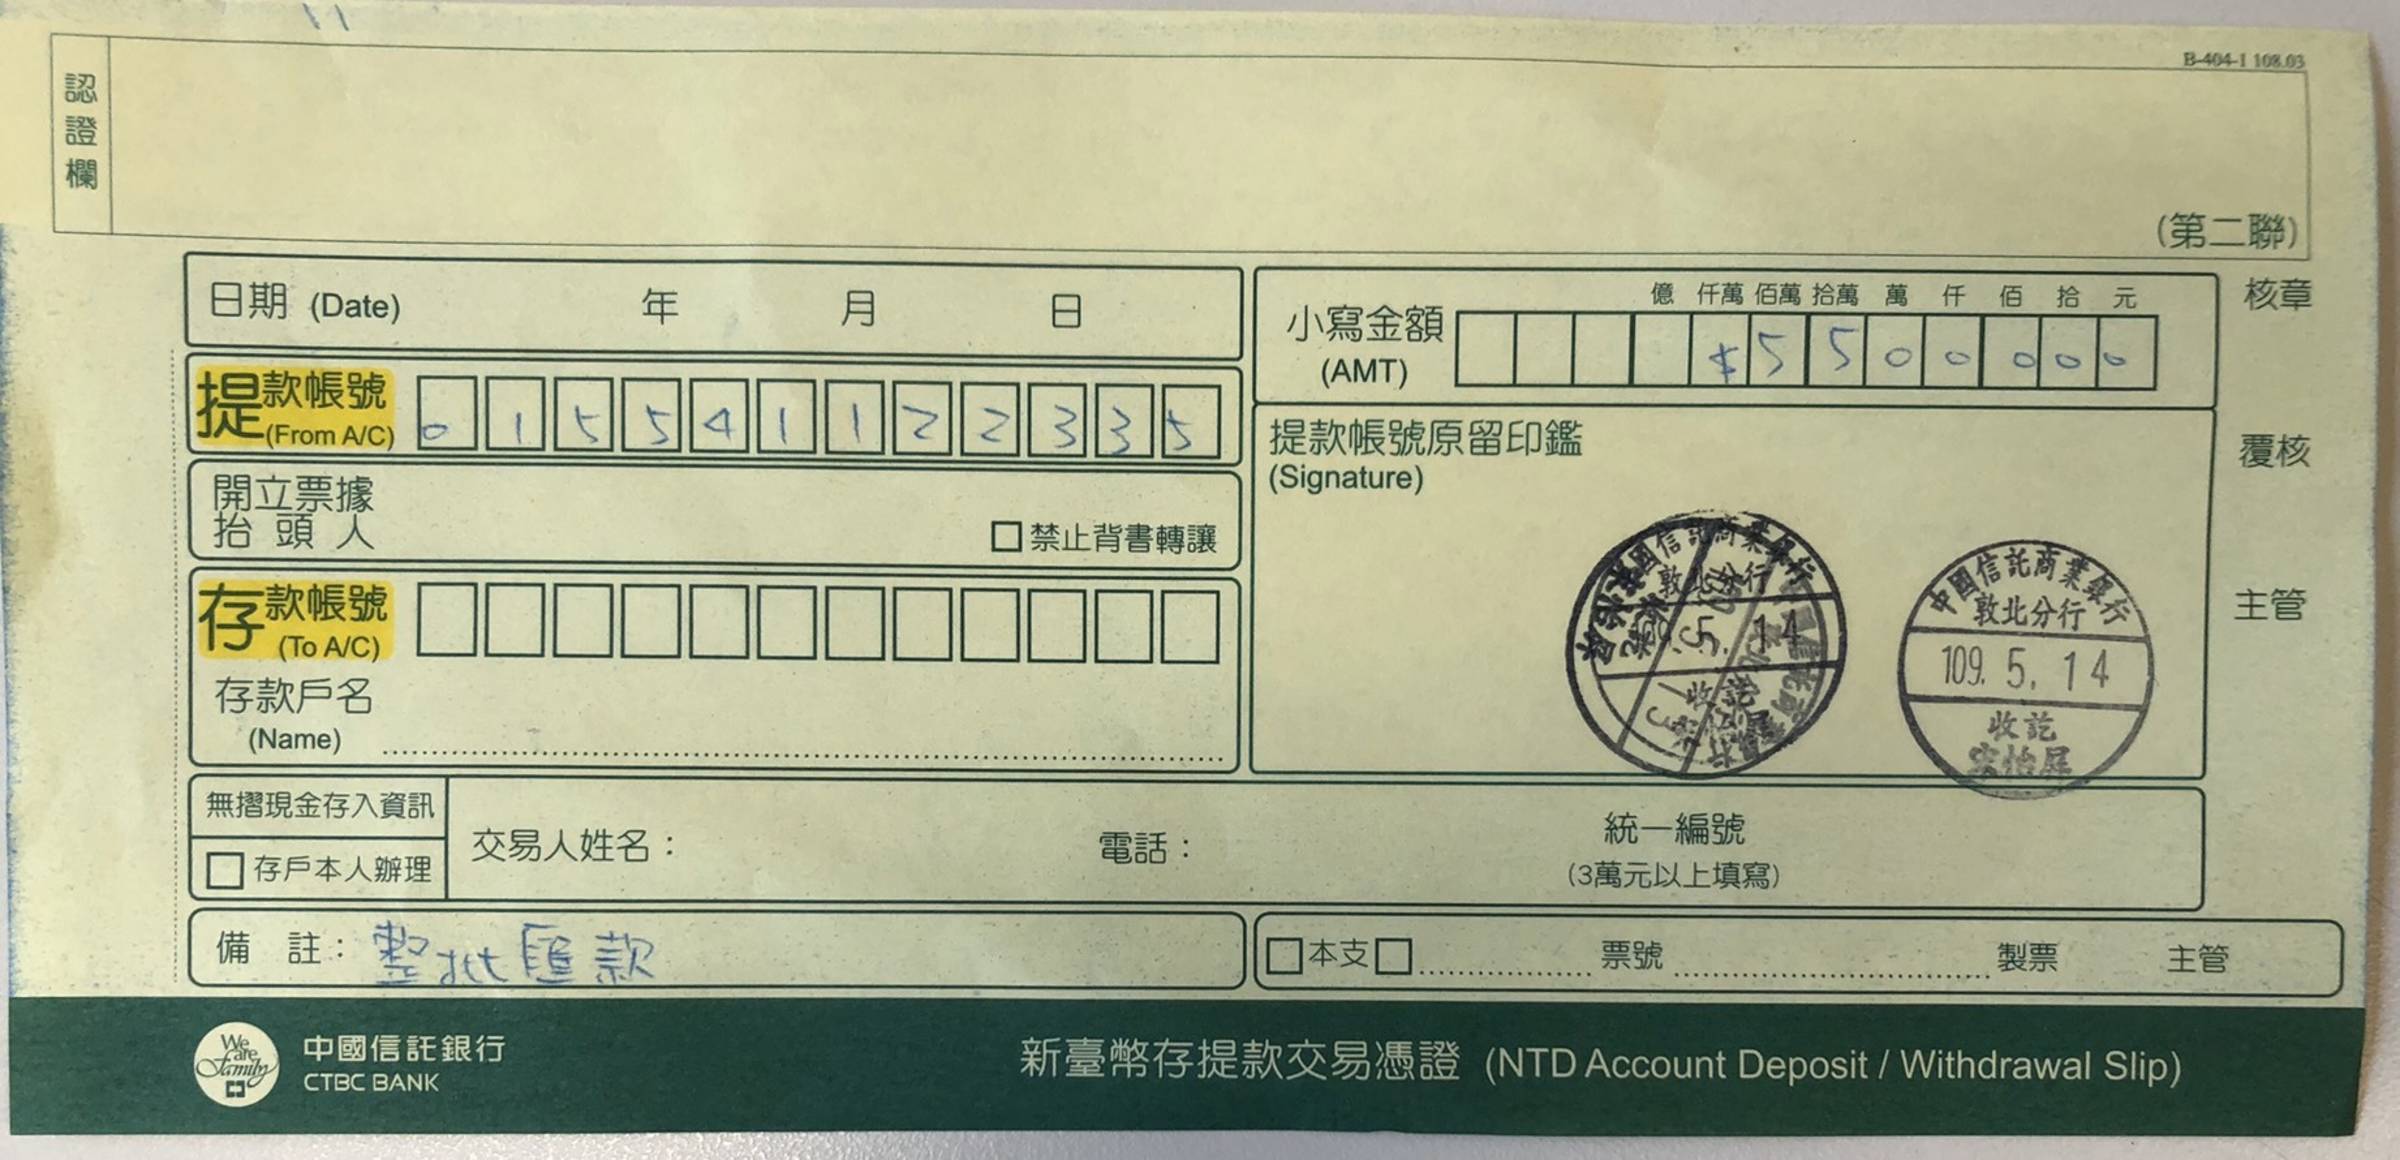 B-404-1 108.03
認證欄
(第二聯)
日期 (Date) 年 月 日
小寫金額 (AMT)
億 仟萬 佰萬 拾萬 萬 仟 佰 拾 元
$5500000
核章
提款帳號 (From A/C) 015541122335
提款帳號原留印鑑
(Signature)
覆核
開立票據
抬頭人
□禁止背書轉讓
中國信託商業銀行
敦北分行
109. 5. 14
收訖
主管
存款帳號 (To A/C)
存款戶名
(Name)
無摺現金存入資訊
□存戶本人辦理
交易人姓名：
電話：
統一編號
(3萬元以上填寫)
備 註：整批匯款
□本支□ 票號 製票 主管
We are Family
中國信託銀行
CTBC BANK
新臺幣存提款交易憑證 (NTD Account Deposit / Withdrawal Slip)